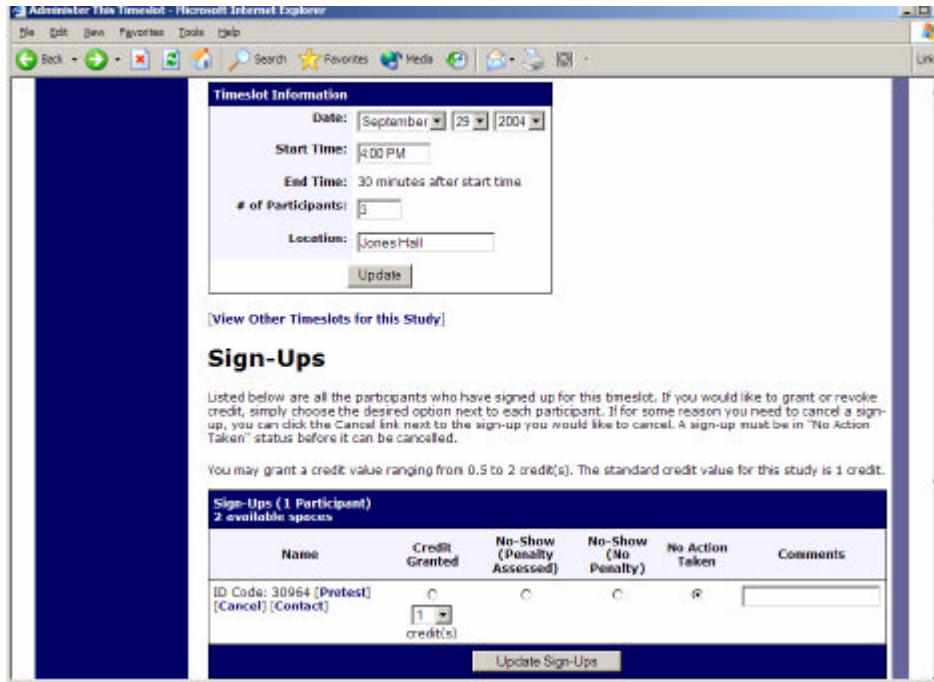 Administer This Timeslot - Microsoft Internet Explorer
File Edit View Favorites Tools Help
Back Search Favorites Media
Timeslot Information
Date: September 29 2004
Start Time: 4:00 PM
End Time: 30 minutes after start time
# of Participants: 3
Location: Jones Hall
Update
[View Other Timeslots for this Study]
Sign-Ups
Listed below are all the participants who have signed up for this timeslot. If you would like to grant or revoke
credit, simply choose the desired option next to each participant. If for some reason you need to cancel a sign-
up, you can click the Cancel link next to the sign-up you would like to cancel. A sign-up must be in "No Action
Taken" status before it can be cancelled.
You may grant a credit value ranging from 0.5 to 2 credit(s). The standard credit value for this study is 1 credit.
Sign-Ups (1 Participant)
2 available spaces
Name Credit Granted No-Show (Penalty Assessed) No-Show (No Penalty) No Action Taken Comments
ID Code: 30964 [Pretest]
[Cancel] [Contact]
1
credit(s)
Update Sign-Ups